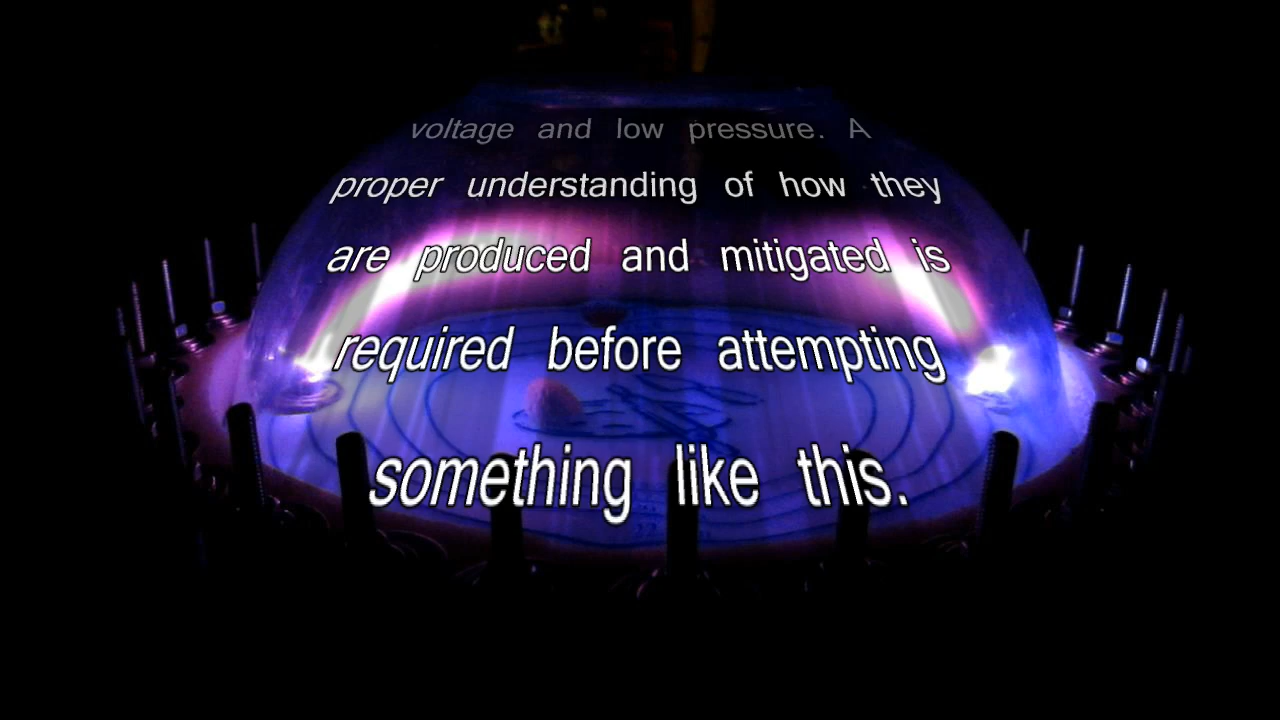 voltage and low pressure. A
proper understanding of how they
are produced and mitigated is
required before attempting
something like this.